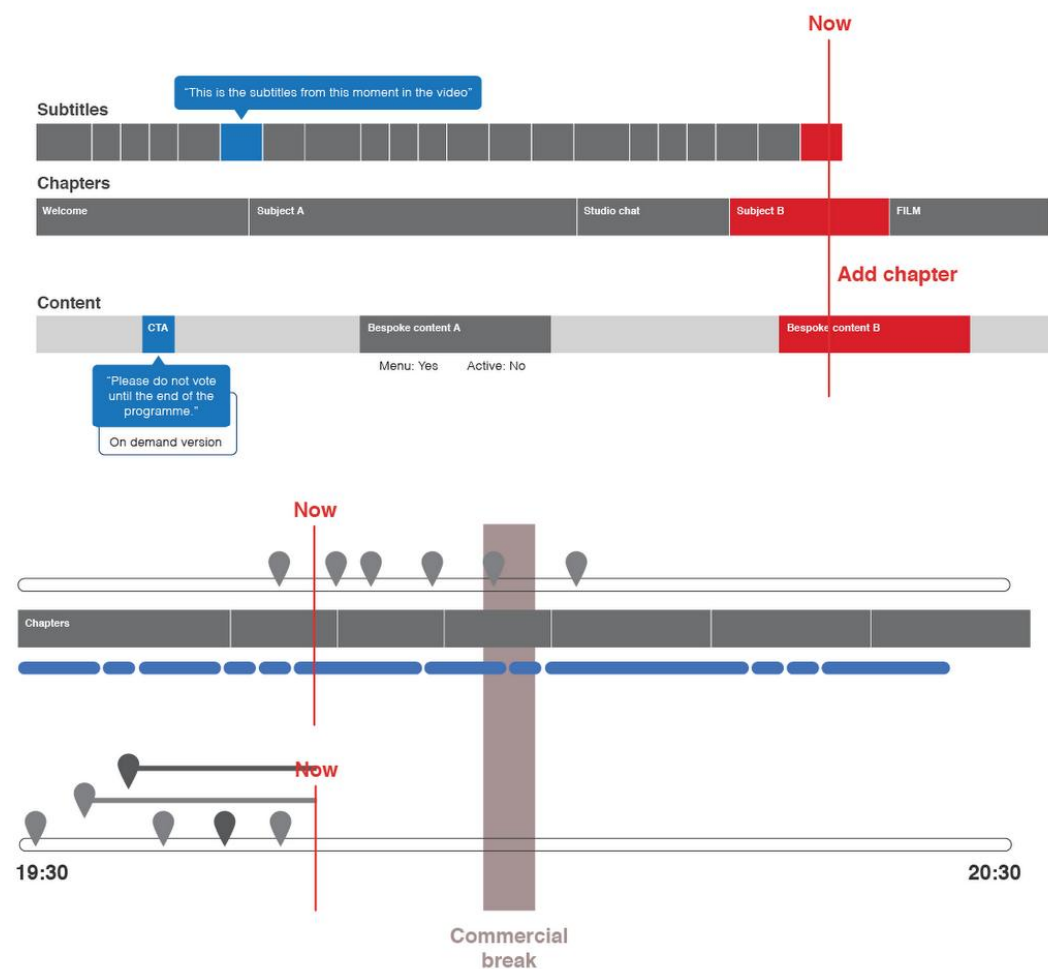 Now
“This is the subtitles from this moment in the video”
Subtitles
Chapters
Welcome
Subject A
Studio chat
Subject B
FILM
Add chapter
Content
CTA
Bespoke content A
Bespoke content B
Menu: Yes
Active: No
“Please do not vote
until the end of the
programme.”
On demand version
Now
Chapters
Now
19:30
20:30
Commercial
break